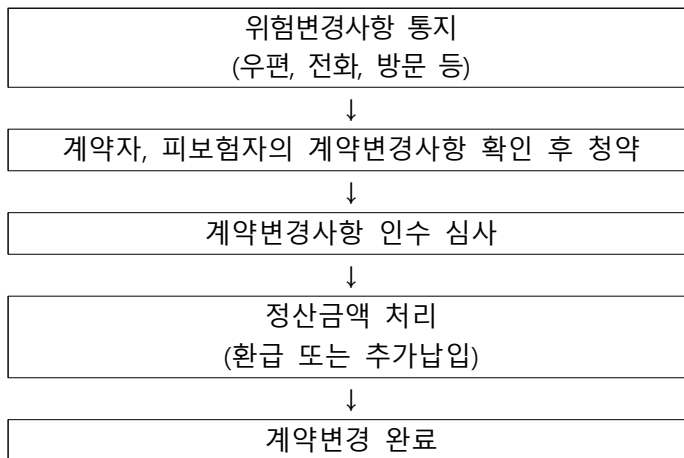 위험변경사항 통지
(우편, 전화, 방문 등)
↓
계약자, 피보험자의 계약변경사항 확인 후 청약
↓
계약변경사항 인수 심사
↓
정산금액 처리
(환급 또는 추가납입)
↓
계약변경 완료